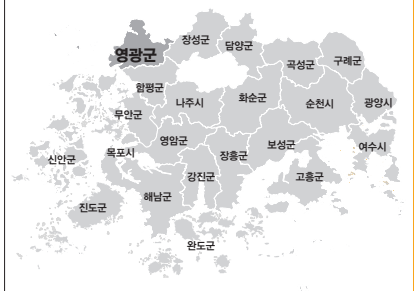 영광군
장성군
담양군
곡성군
구례군
함평군
나주시
화순군
순천시
광양시
무안군
영암군
장흥군
보성군
여수시
신안군
목포시
강진군
고흥군
진도군
해남군
완도군